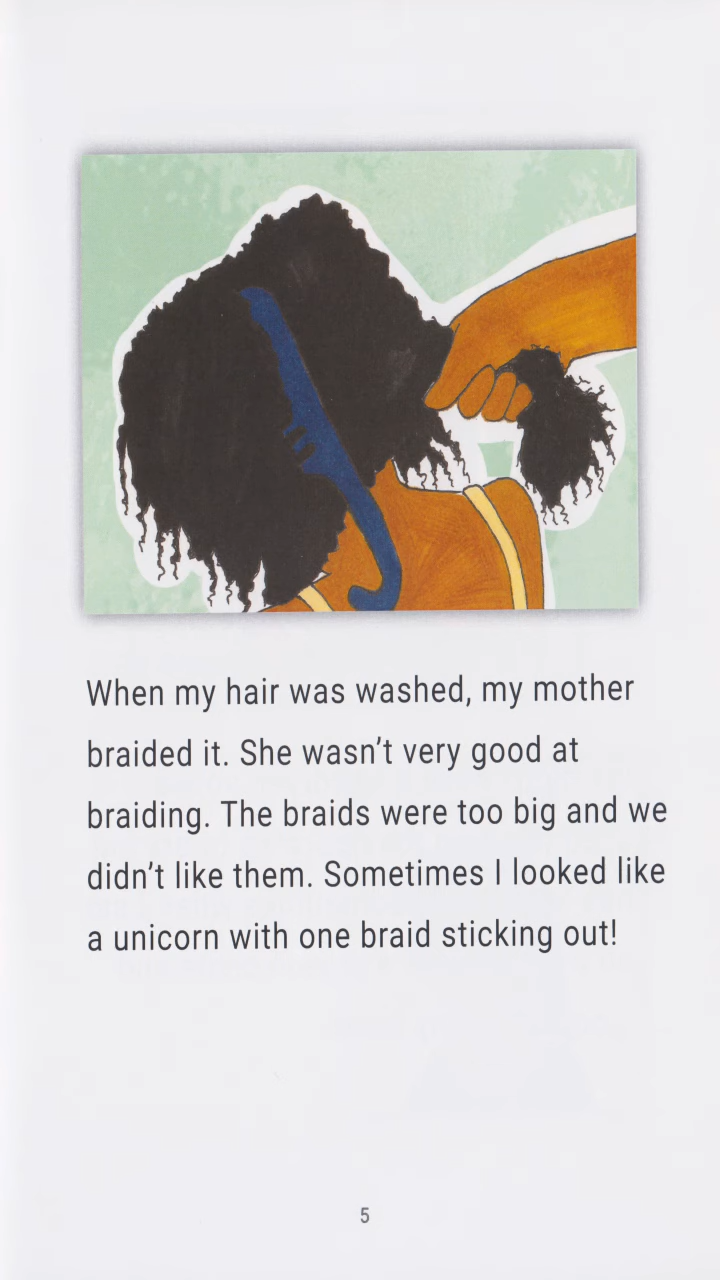 When my hair was washed, my mother
braided it. She wasn’t very good at
braiding. The braids were too big and we
didn’t like them. Sometimes I looked like
a unicorn with one braid sticking out!
5